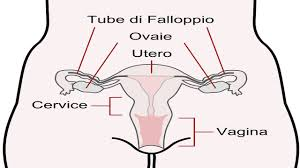 Tube di Falloppio
Ovaie
Utero
Cervice
Vagina